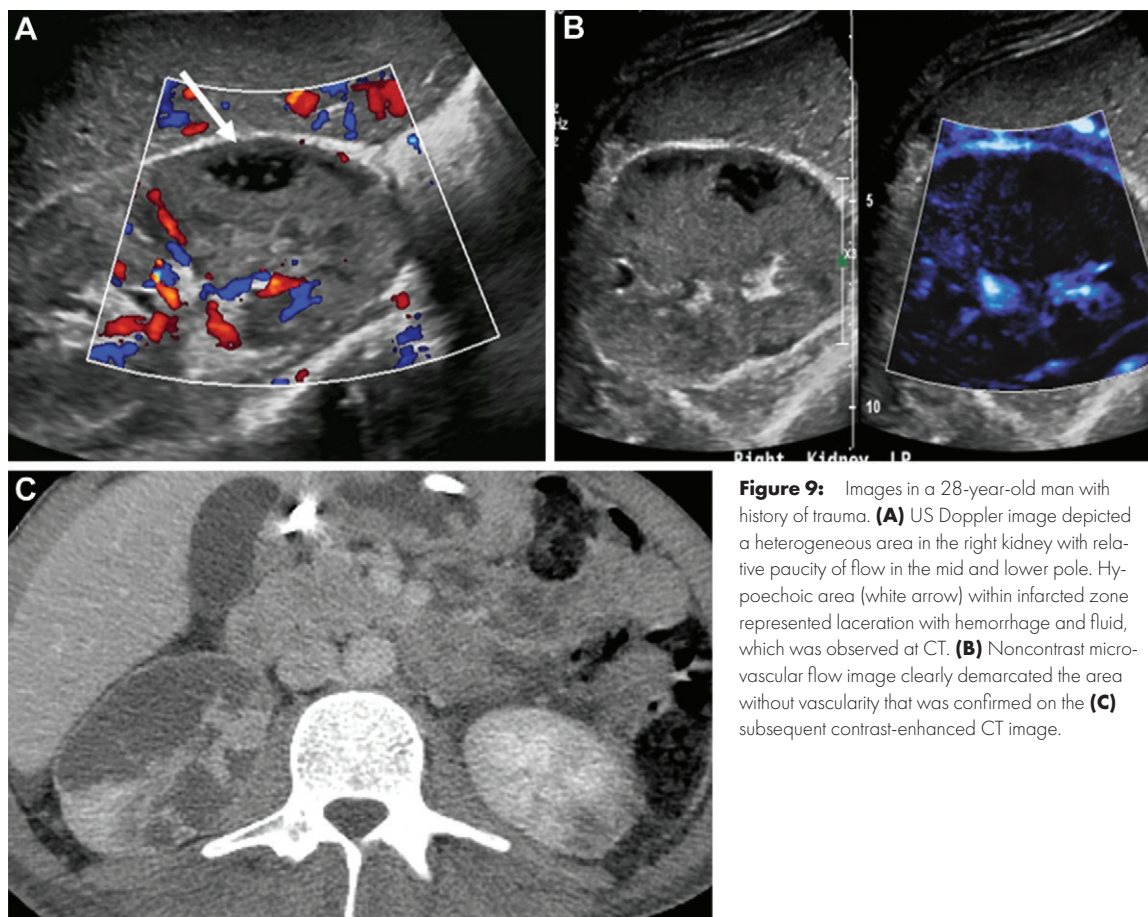 A
B
5
X3
10
Right Kidney LP
C
Figure 9: Images in a 28-year-old man with
history of trauma. (A) US Doppler image depicted
a heterogeneous area in the right kidney with rela-
tive paucity of flow in the mid and lower pole. Hy-
poechoic area (white arrow) within infarcted zone
represented laceration with hemorrhage and fluid,
which was observed at CT. (B) Noncontrast micro-
vascular flow image clearly demarcated the area
without vascularity that was confirmed on the (C)
subsequent contrast-enhanced CT image.